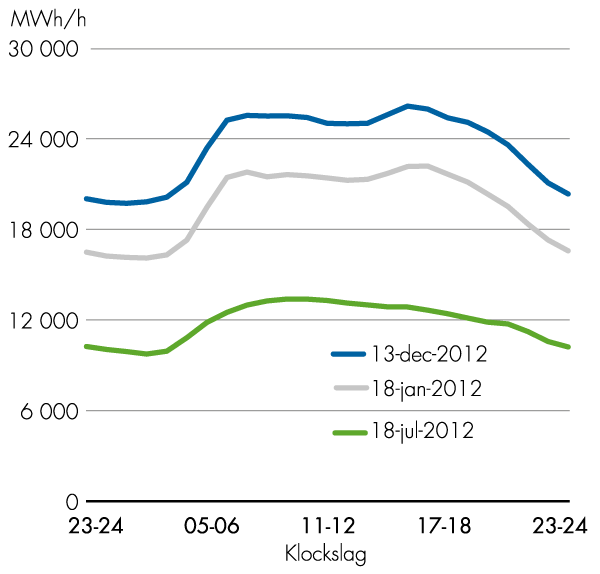 MWh/h
30 000
24 000
18 000
12 000
6 000
0
13-dec-2012
18-jan-2012
18-jul-2012
23-24 05-06 11-12 17-18 23-24
Klockslag